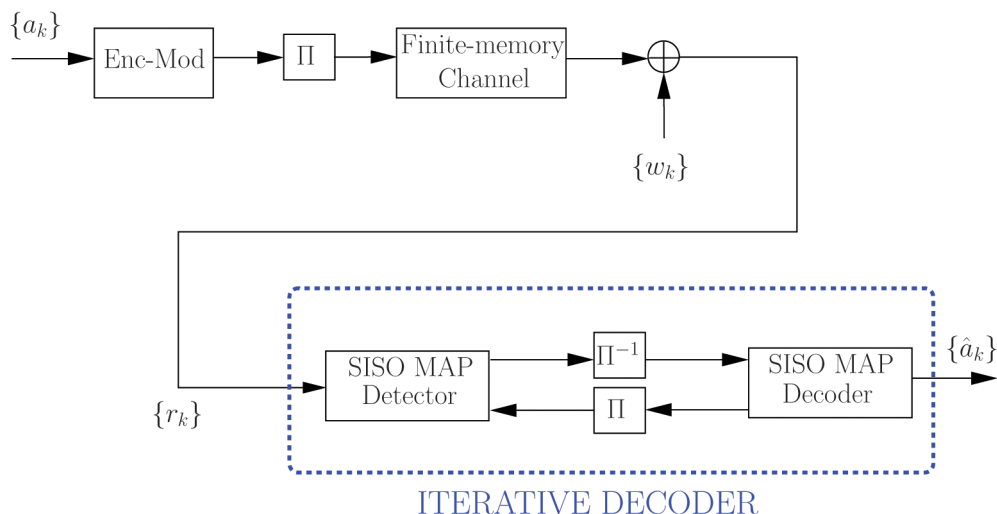 {a_k}
Enc-Mod
Π
Finite-memory
Channel
{w_k}
{r_k}
SISO MAP
Detector
Π⁻¹
Π
SISO MAP
Decoder
{â_k}
ITERATIVE DECODER